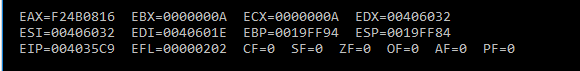 EAX=F24B0816  EBX=0000000A  ECX=0000000A  EDX=00406032
ESI=00406032  EDI=0040601E  EBP=0019FF94  ESP=0019FF84
EIP=004035C9  EFL=00000202  CF=0  SF=0  ZF=0  OF=0  AF=0  PF=0